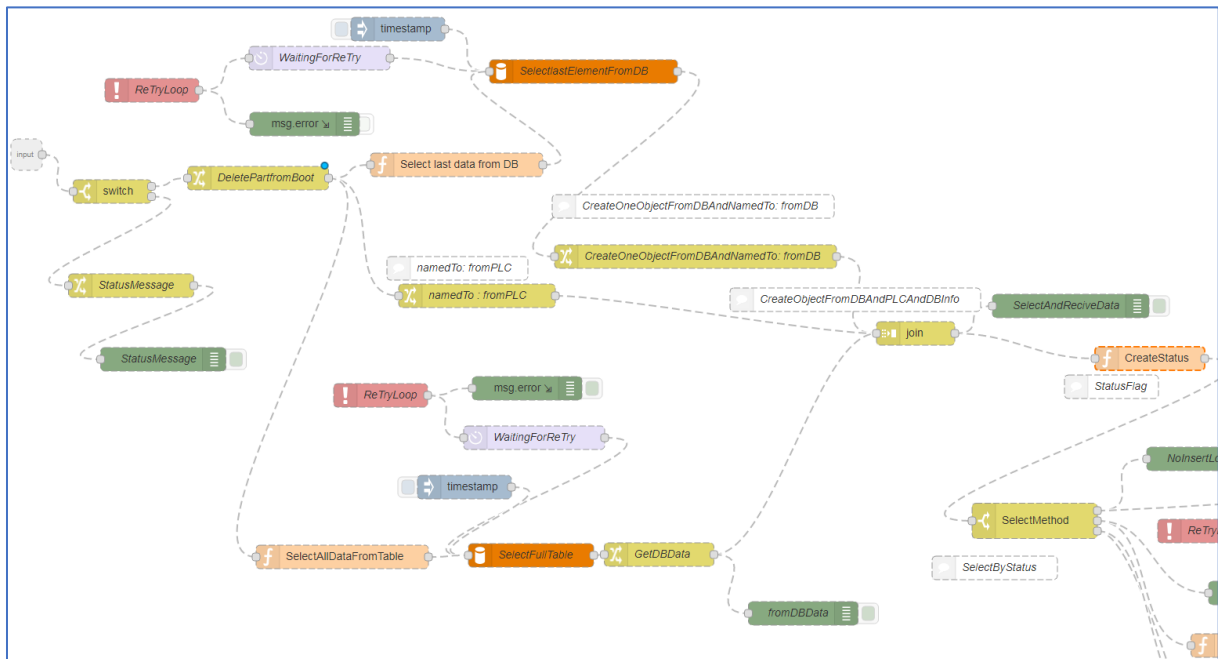 timestamp
WaitingForReTry
SelectlastElementFromDB
ReTryLoop
msg.error
input
Select last data from DB
DeletePartfromBoot
switch
CreateOneObjectFromDBAndNamedTo: fromDB
CreateOneObjectFromDBAndNamedTo: fromDB
namedTo: fromPLC
StatusMessage
namedTo : fromPLC
CreateObjectFromDBAndPLCAndDBInfo
SelectAndReciveData
join
StatusMessage
CreateStatus
msg.error
StatusFlag
ReTryLoop
WaitingForReTry
NoInsertLo
timestamp
SelectMethod
ReTry
SelectAllDataFromTable
SelectFullTable
GetDBData
SelectByStatus
fromDBData